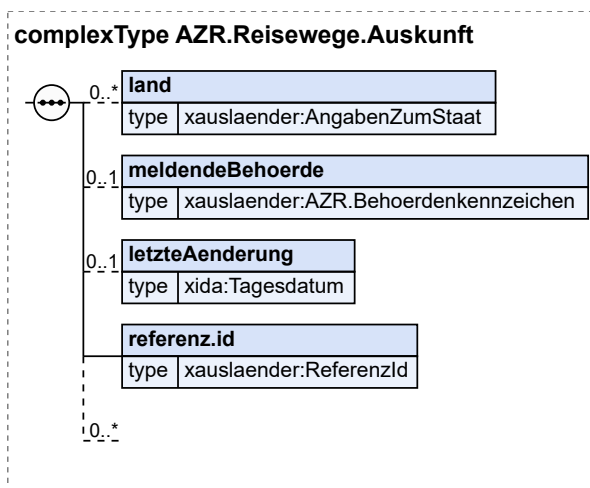 complexType AZR.Reisewege.Auskunft
0..* land
type xauslaender:AngabenZumStaat
0..1 meldendeBehoerde
type xauslaender:AZR.Behoerdenkennzeichen
0..1 letzteAenderung
type xida:Tagesdatum
referenz.id
type xauslaender:ReferenzId
0..*